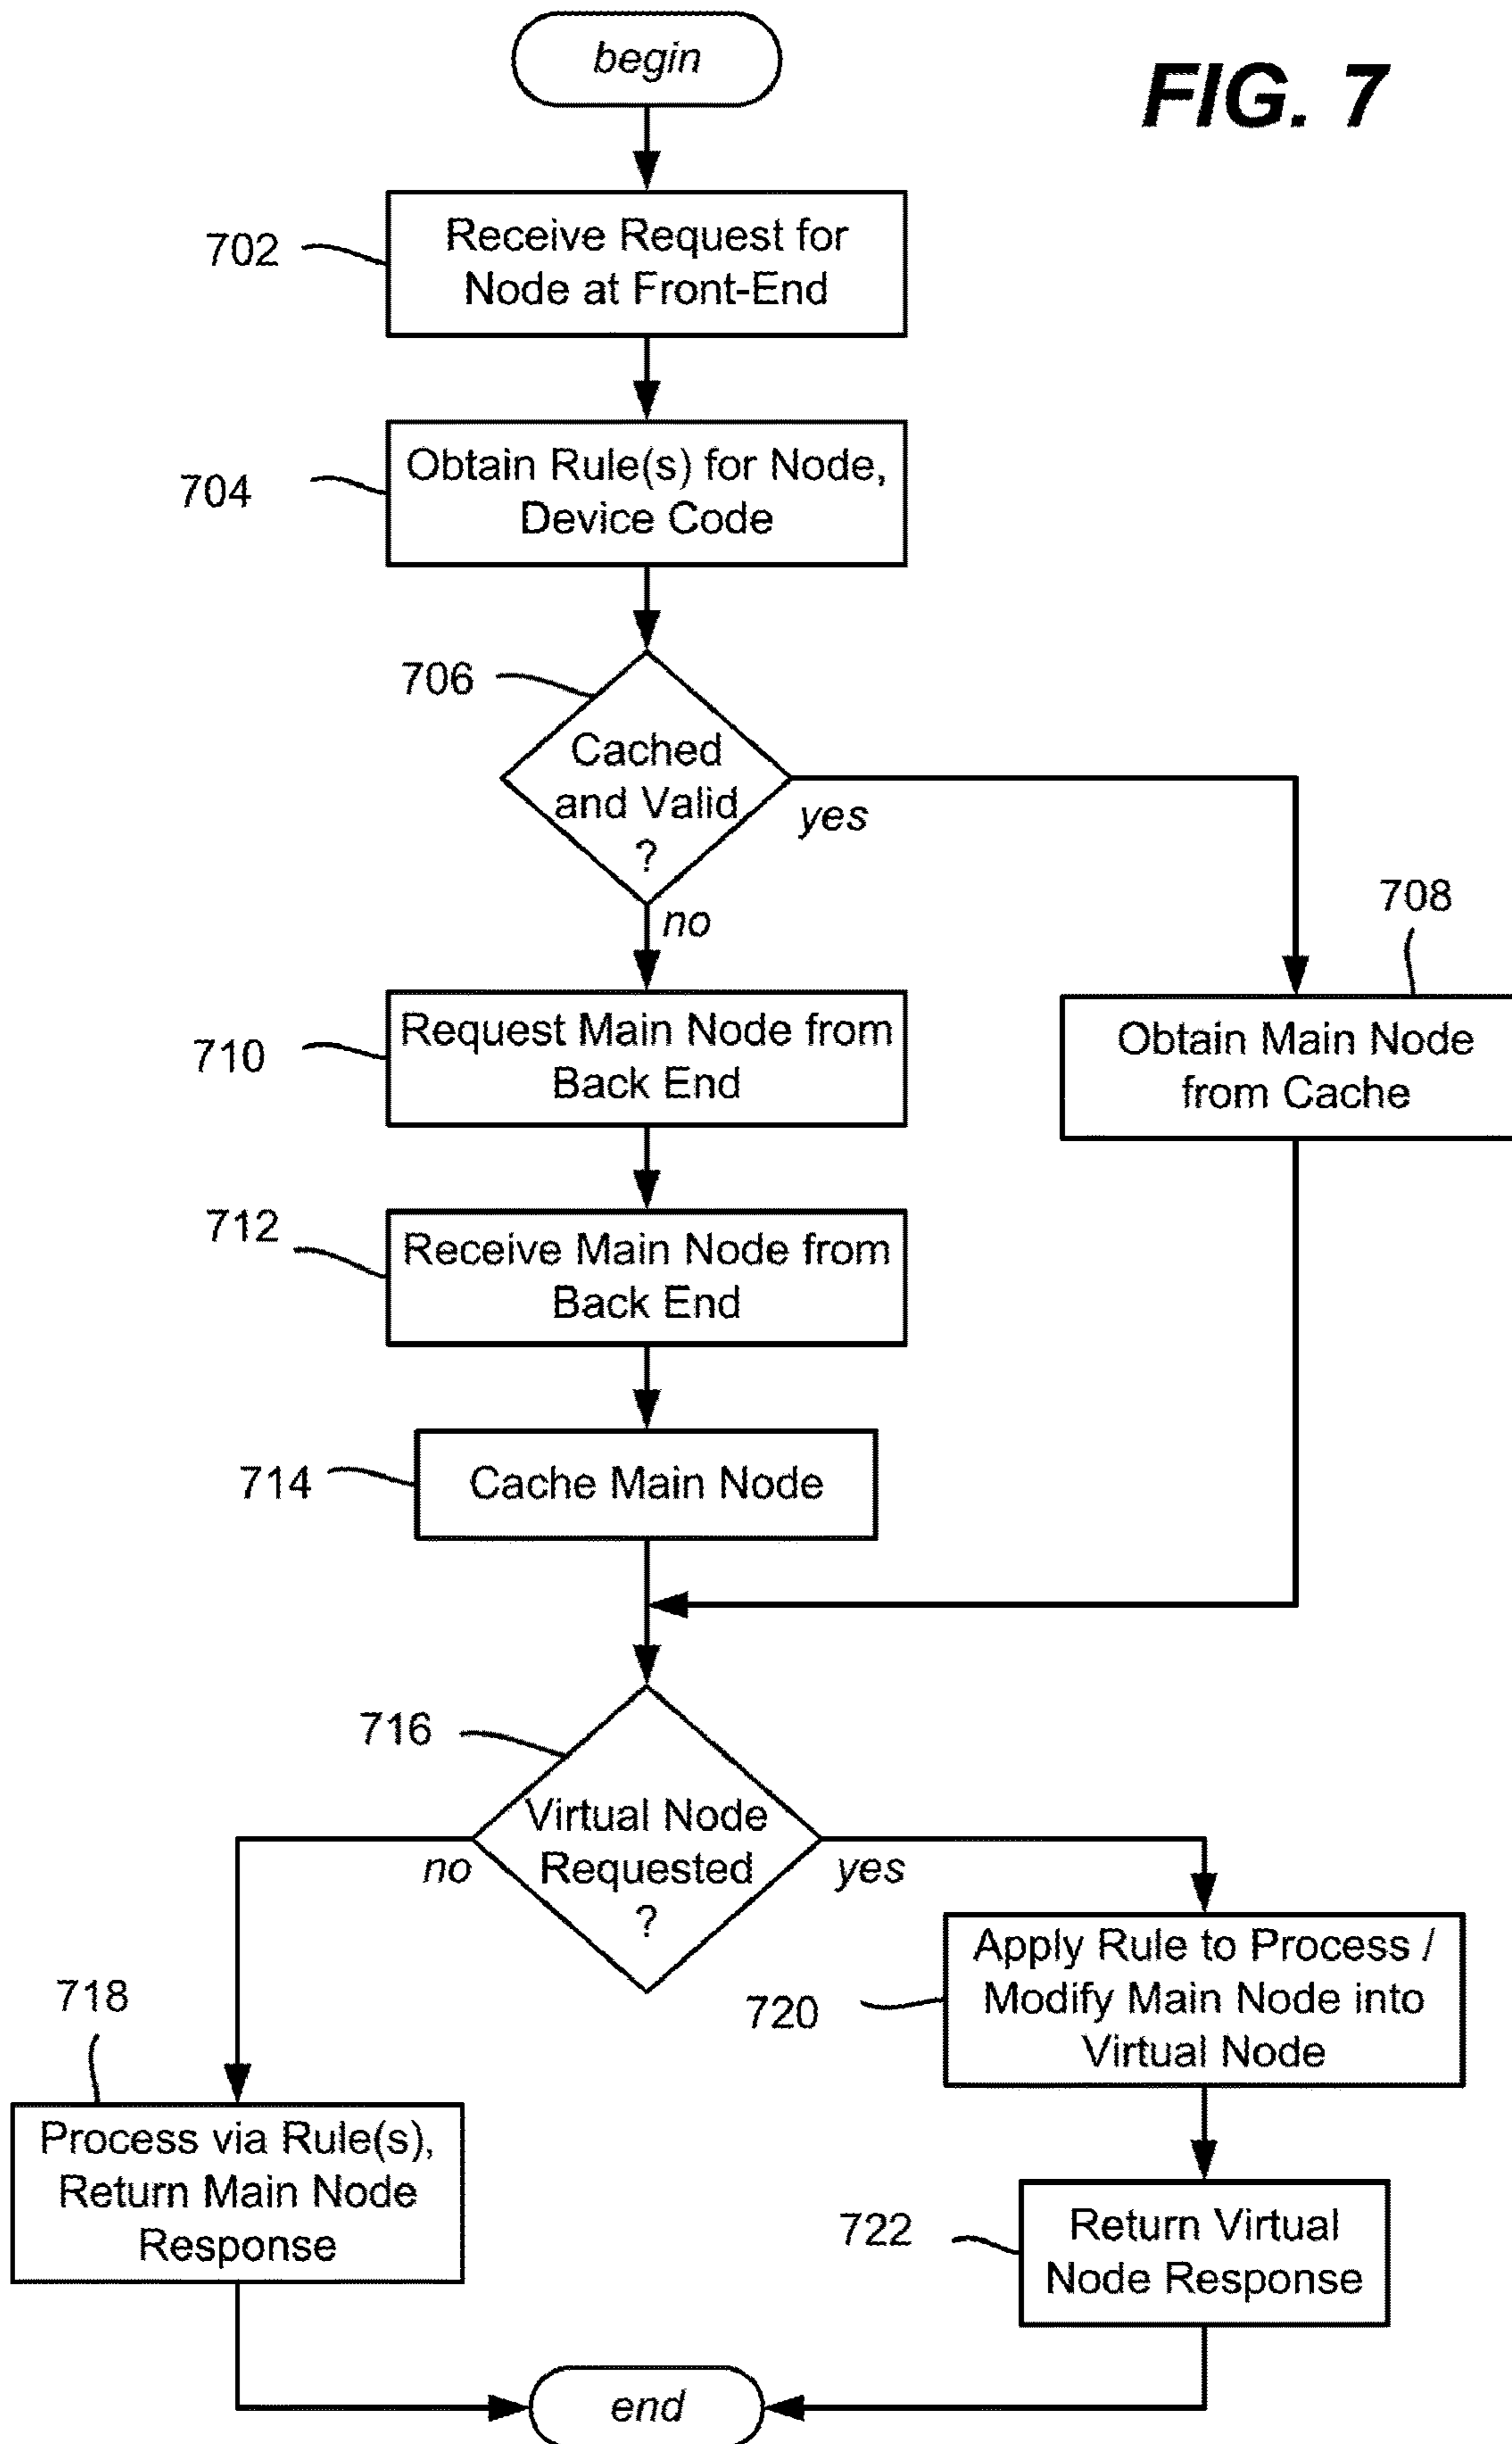 begin
FIG. 7
702
Receive Request for
Node at Front-End
704
Obtain Rule(s) for Node,
Device Code
706
Cached
and Valid
?
yes
no
708
Obtain Main Node
from Cache
710
Request Main Node from
Back End
712
Receive Main Node from
Back End
714
Cache Main Node
716
Virtual Node
Requested
?
no
yes
718
Process via Rule(s),
Return Main Node
Response
720
Apply Rule to Process /
Modify Main Node into
Virtual Node
722
Return Virtual
Node Response
end